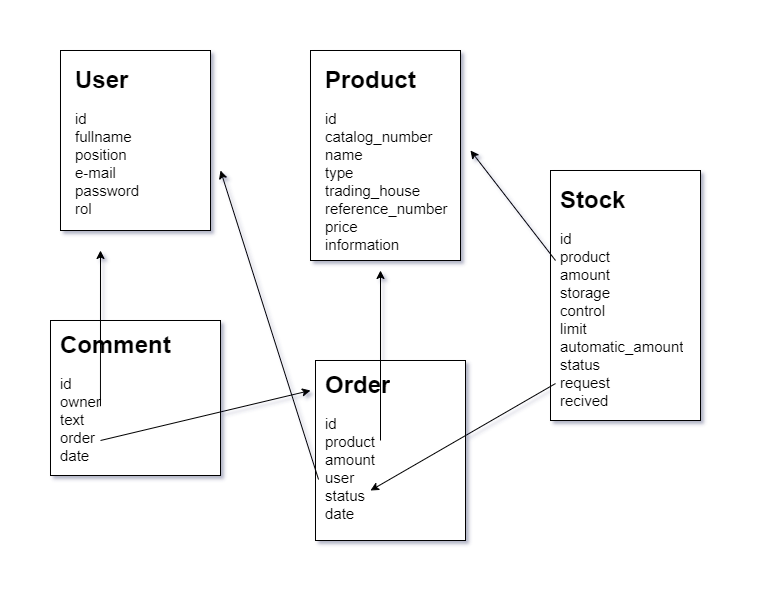 User
id
fullname
position
e-mail
password
rol
Product
id
catalog_number
name
type
trading_house
reference_number
price
information
Stock
id
product
amount
storage
control
limit
automatic_amount
status
request
recived
Comment
id
owner
text
order
date
Order
id
product
amount
user
status
date